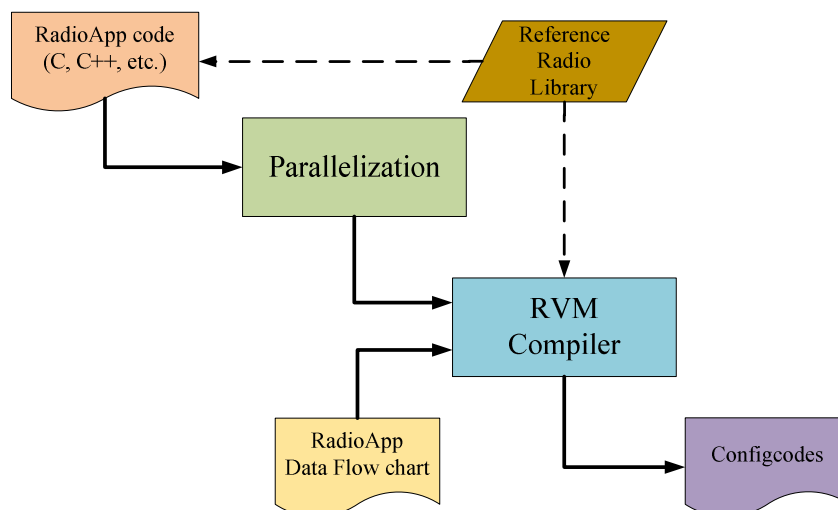 RadioApp code
(C, C++, etc.)
Reference
Radio
Library
Parallelization
RVM
Compiler
RadioApp
Data Flow chart
Configcodes